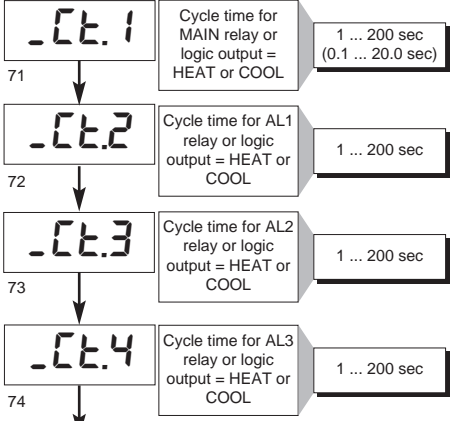 _Ct.1
Cycle time for
MAIN relay or
logic output =
HEAT or COOL
1 ... 200 sec
(0.1 ... 20.0 sec)
71
_Ct.2
Cycle time for AL1
relay or logic
output = HEAT or
COOL
1 ... 200 sec
72
_Ct.3
Cycle time for AL2
relay or logic
output = HEAT or
COOL
1 ... 200 sec
73
_Ct.4
Cycle time for AL3
relay or logic
output = HEAT or
COOL
1 ... 200 sec
74